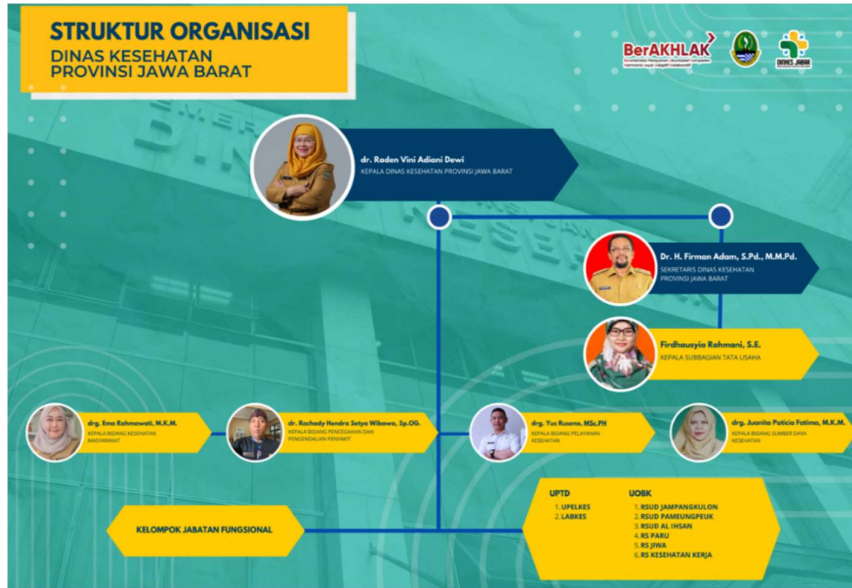 STRUKTUR ORGANISASI
DINAS KESEHATAN
PROVINSI JAWA BARAT
BerAKHLAK
DINKES JABAR
dr. Raden Vini Adiani Dewi
KEPALA DINAS KESEHATAN PROVINSI JAWA BARAT
Dr. H. Firman Adam, S.Pd., M.M.Pd.
SEKRETARIS DINAS KESEHATAN
PROVINSI JAWA BARAT
Firdhausyia Rahmani, S.E.
KEPALA SUBBAGIAN TATA USAHA
drg. Ema Rahmawati, M.K.M.
KEPALA BIDANG KESEHATAN
MASYARAKAT
dr. Rochady Hendra Setya Wibawa, Sp.OG.
KEPALA BIDANG PENCEGAHAN DAN
PENGENDALIAN PENYAKIT
drg. Yus Ruseno, MSc.PH
KEPALA BIDANG PELAYANAN
KESEHATAN
drg. Juanita Paticia Fatima, M.K.M.
KEPALA BIDANG SUMBER DAYA
KESEHATAN
KELOMPOK JABATAN FUNGSIONAL
UPTD
1. UPELKES
2. LABKES
UOBK
1. RSUD JAMPANGKULON
2. RSUD PAMEUNGPEUK
3. RSUD AL IHSAN
4. RS PARU
5. RS JIWA
6. RS KESEHATAN KERJA